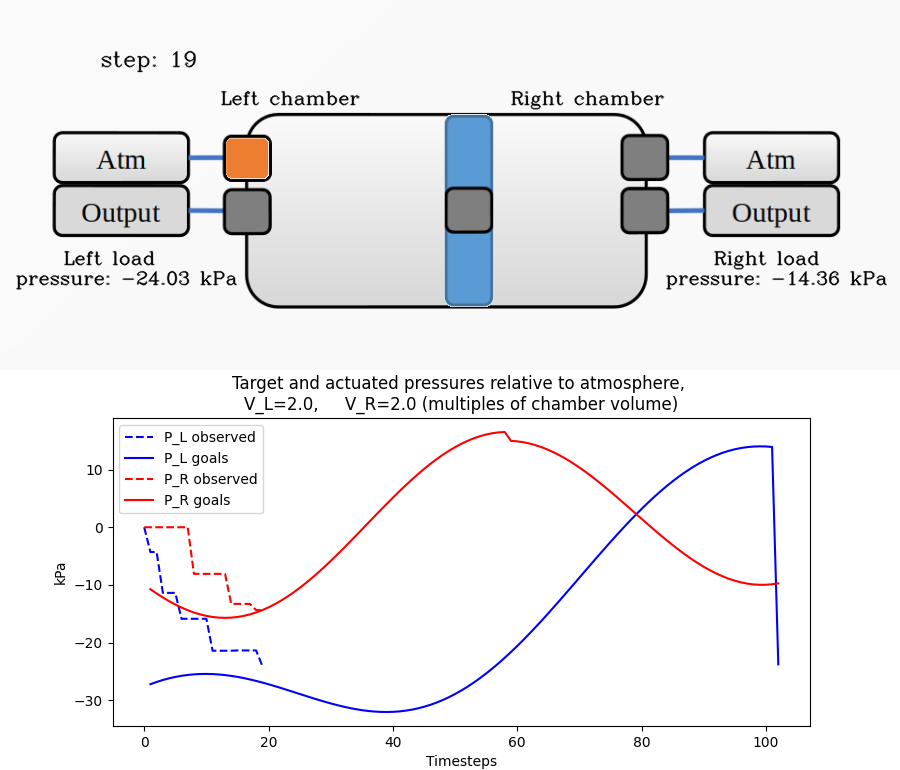 step: 19
Left chamber
Right chamber
Atm
Atm
Output
Output
Left load
pressure: −24.03 kPa
Right load
pressure: −14.36 kPa
Target and actuated pressures relative to atmosphere,
V_L=2.0, V_R=2.0 (multiples of chamber volume)
P_L observed
P_L goals
P_R observed
P_R goals
10
0
−10
−20
−30
kPa
0 20 40 60 80 100
Timesteps